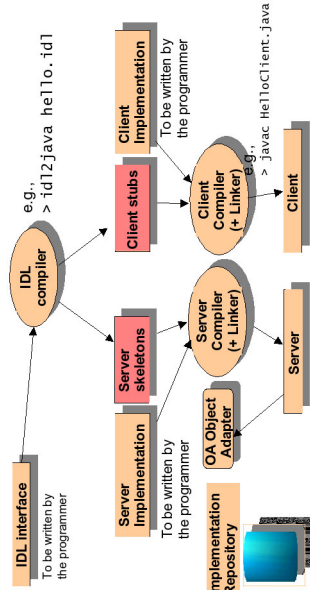 IDL interface
To be written by
the programmer
IDL
compiler
e.g.,
> idl2java hello.idl
Server
Implementation
To be written by
the programmer
Server
skeletons
Client stubs
Client
Implementation
To be written by
the programmer
Implementation
Repository
OA Object
Adapter
Server
Compiler
(+ Linker)
Client
Compiler
(+ Linker)
e.g.,
> javac HelloClient.java
Server
Client